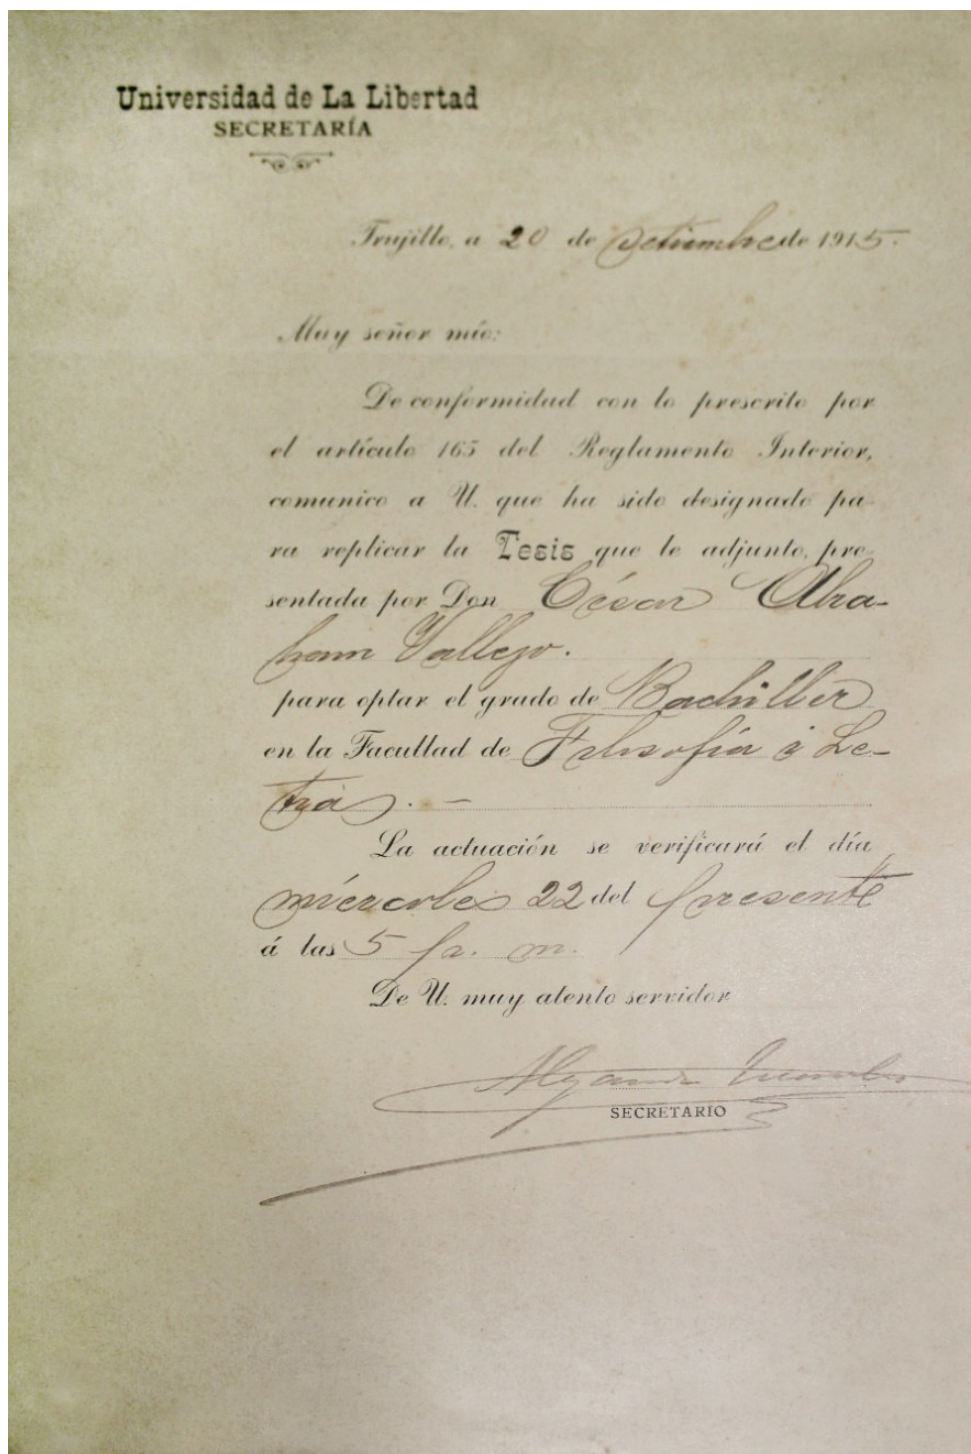 Universidad de La Libertad
SECRETARÍA
Trujillo, a 20 de Setiembre de 1915.
Muy señor mío:
De conformidad con lo prescrito por
el artículo 165 del Reglamento Interior,
comunico a U. que ha sido designado pa-
ra replicar la Tesis que le adjunto, pre-
sentada por Don César Abra-
ham Vallejo.
para optar el grado de Bachiller
en la Facultad de Filosofía i Le-
tras. —
La actuación se verificará el día
miércoles 22 del presente
á las 5 p. m.
De U. muy atento servidor
SECRETARIO